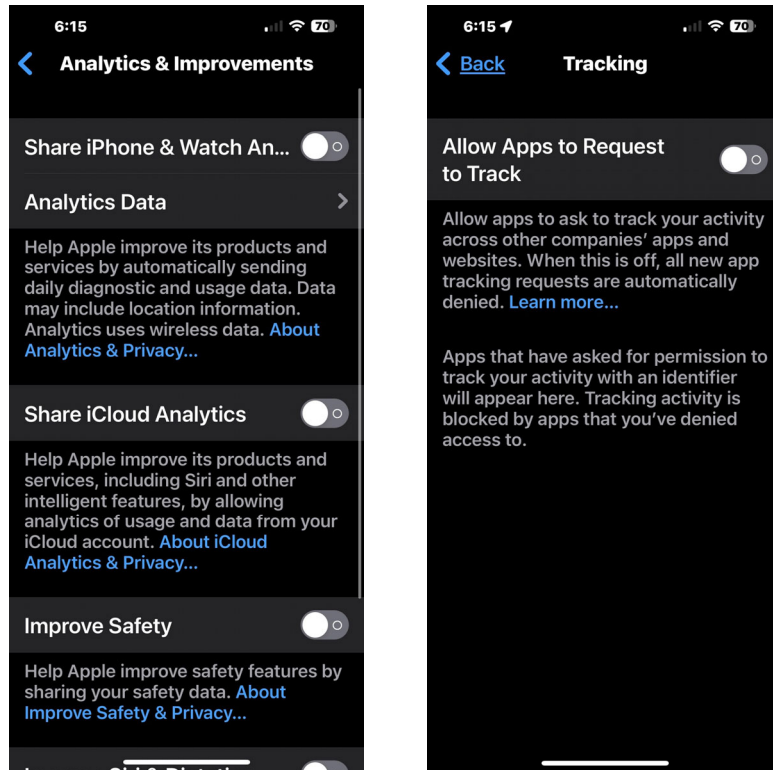 6:15
70
Analytics & Improvements
Share iPhone & Watch An...
Analytics Data
Help Apple improve its products and
services by automatically sending
daily diagnostic and usage data. Data
may include location information.
Analytics uses wireless data. About
Analytics & Privacy...
Share iCloud Analytics
Help Apple improve its products and
services, including Siri and other
intelligent features, by allowing
analytics of usage and data from your
iCloud account. About iCloud
Analytics & Privacy...
Improve Safety
Help Apple improve safety features by
sharing your safety data. About
Improve Safety & Privacy...
6:15
70
Back
Tracking
Allow Apps to Request
to Track
Allow apps to ask to track your activity
across other companies’ apps and
websites. When this is off, all new app
tracking requests are automatically
denied. Learn more...
Apps that have asked for permission to
track your activity with an identifier
will appear here. Tracking activity is
blocked by apps that you’ve denied
access to.